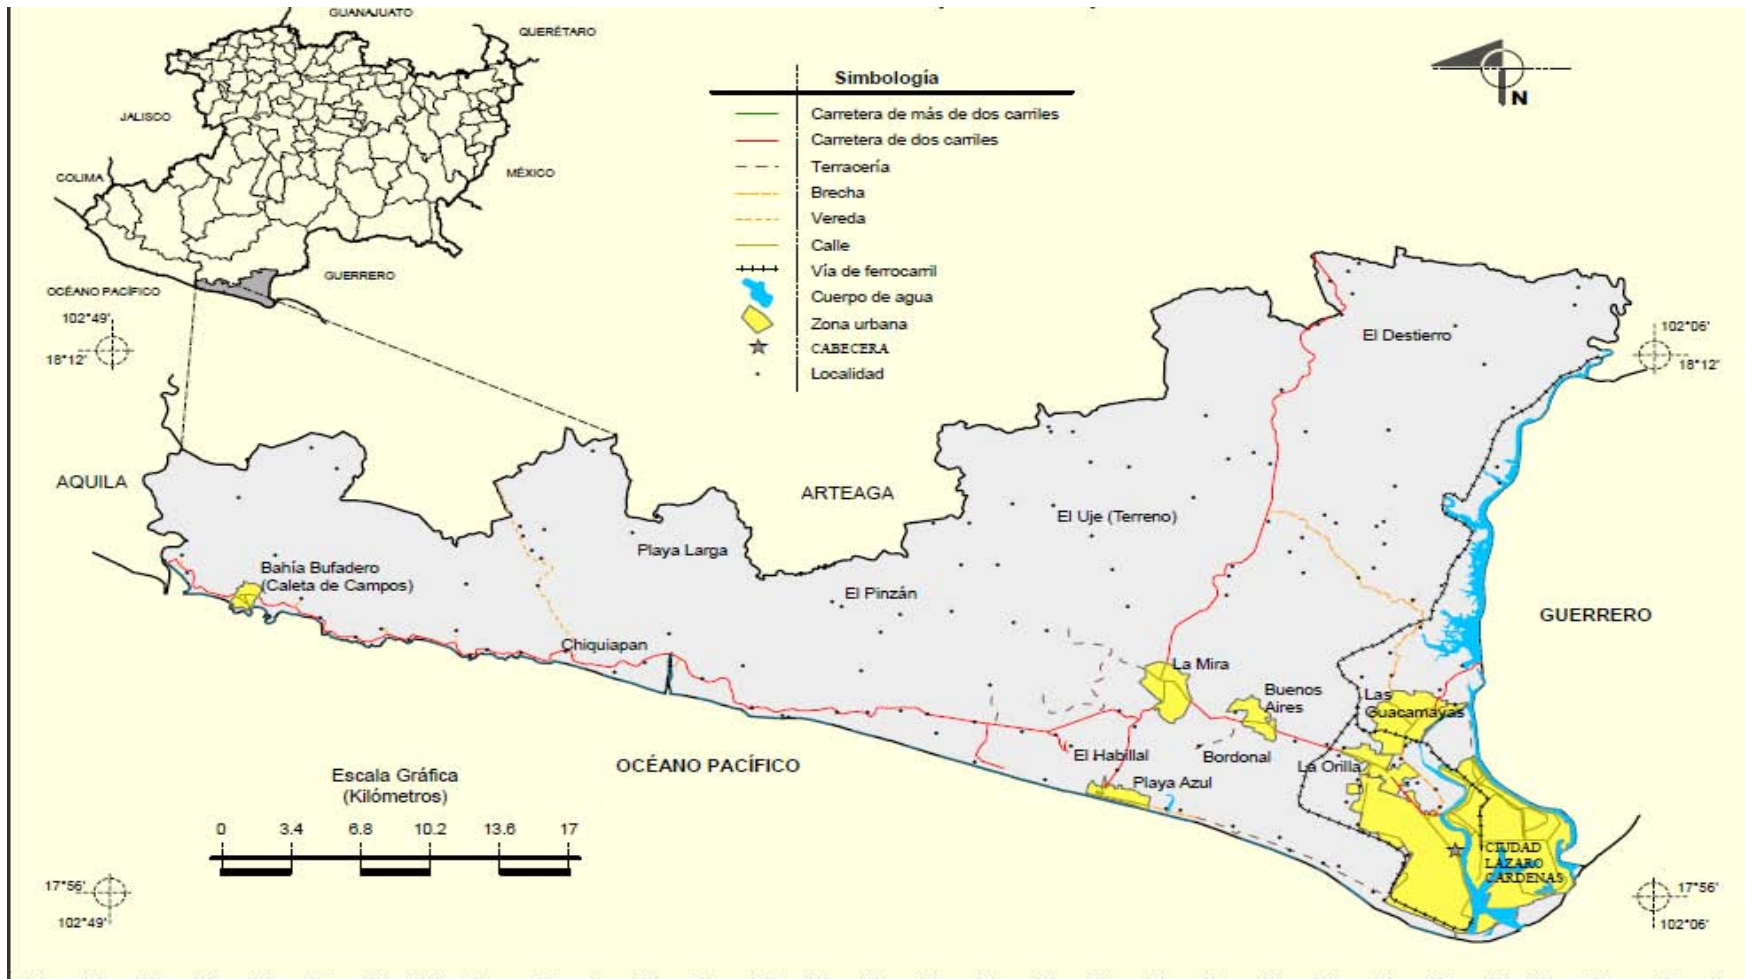 GUANAJUATO
QUERÉTARO
JALISCO
COLIMA
MÉXICO
GUERRERO
OCÉANO PACÍFICO
N
Simbología
Carretera de más de dos carriles
Carretera de dos carriles
Terracería
Brecha
Vereda
Calle
Vía de ferrocarril
Cuerpo de agua
Zona urbana
CABECERA
Localidad
102°49'
18°12'
102°06'
18°12'
El Destierro
AQUILA
ARTEAGA
El Uje (Terreno)
Playa Larga
Bahía Bufadero
(Caleta de Campos)
El Pinzán
GUERRERO
Chiquiapan
La Mira
Buenos
Aires
Las
Guacamayas
El Habillal
Bordonal
La Orilla
Playa Azul
OCÉANO PACÍFICO
Escala Gráfica
(Kilómetros)
0 3.4 6.8 10.2 13.6 17
CIUDAD
LÁZARO
CÁRDENAS
17°56'
102°49'
17°56'
102°06'